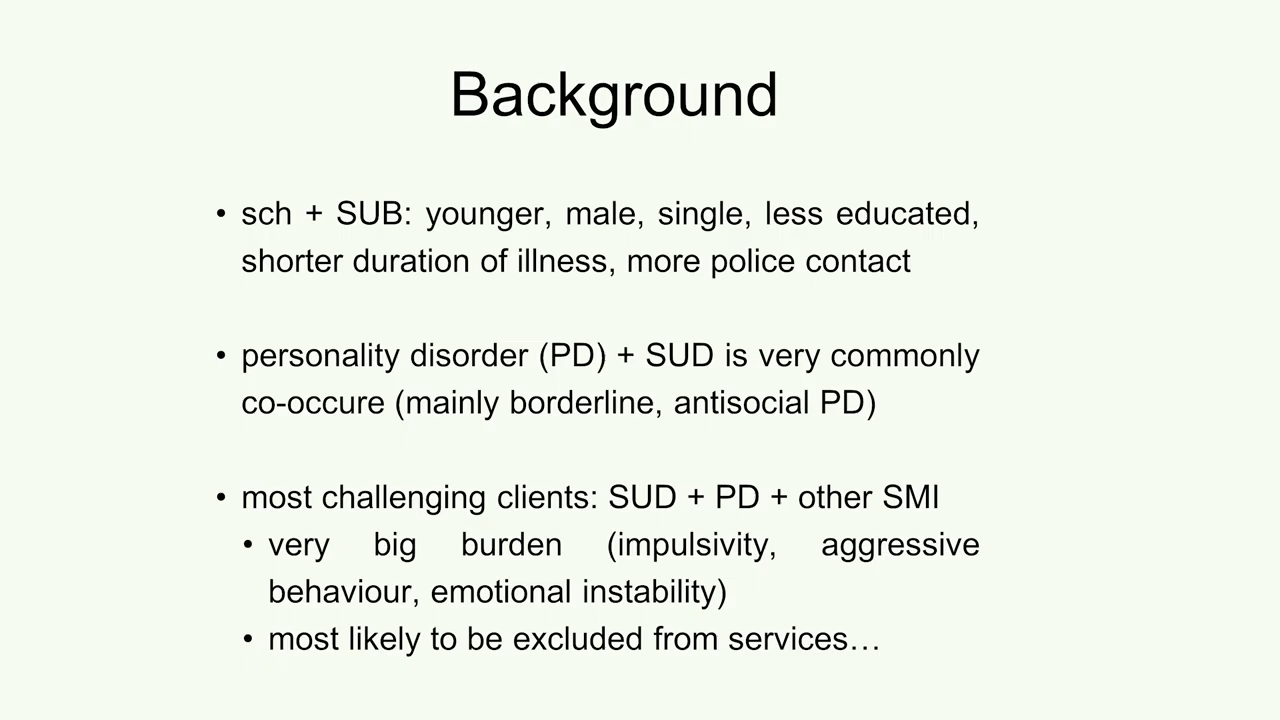 Background
• sch + SUB: younger, male, single, less educated,
shorter duration of illness, more police contact
• personality disorder (PD) + SUD is very commonly
co-occure (mainly borderline, antisocial PD)
• most challenging clients: SUD + PD + other SMI
• very big burden (impulsivity, aggressive
behaviour, emotional instability)
• most likely to be excluded from services…